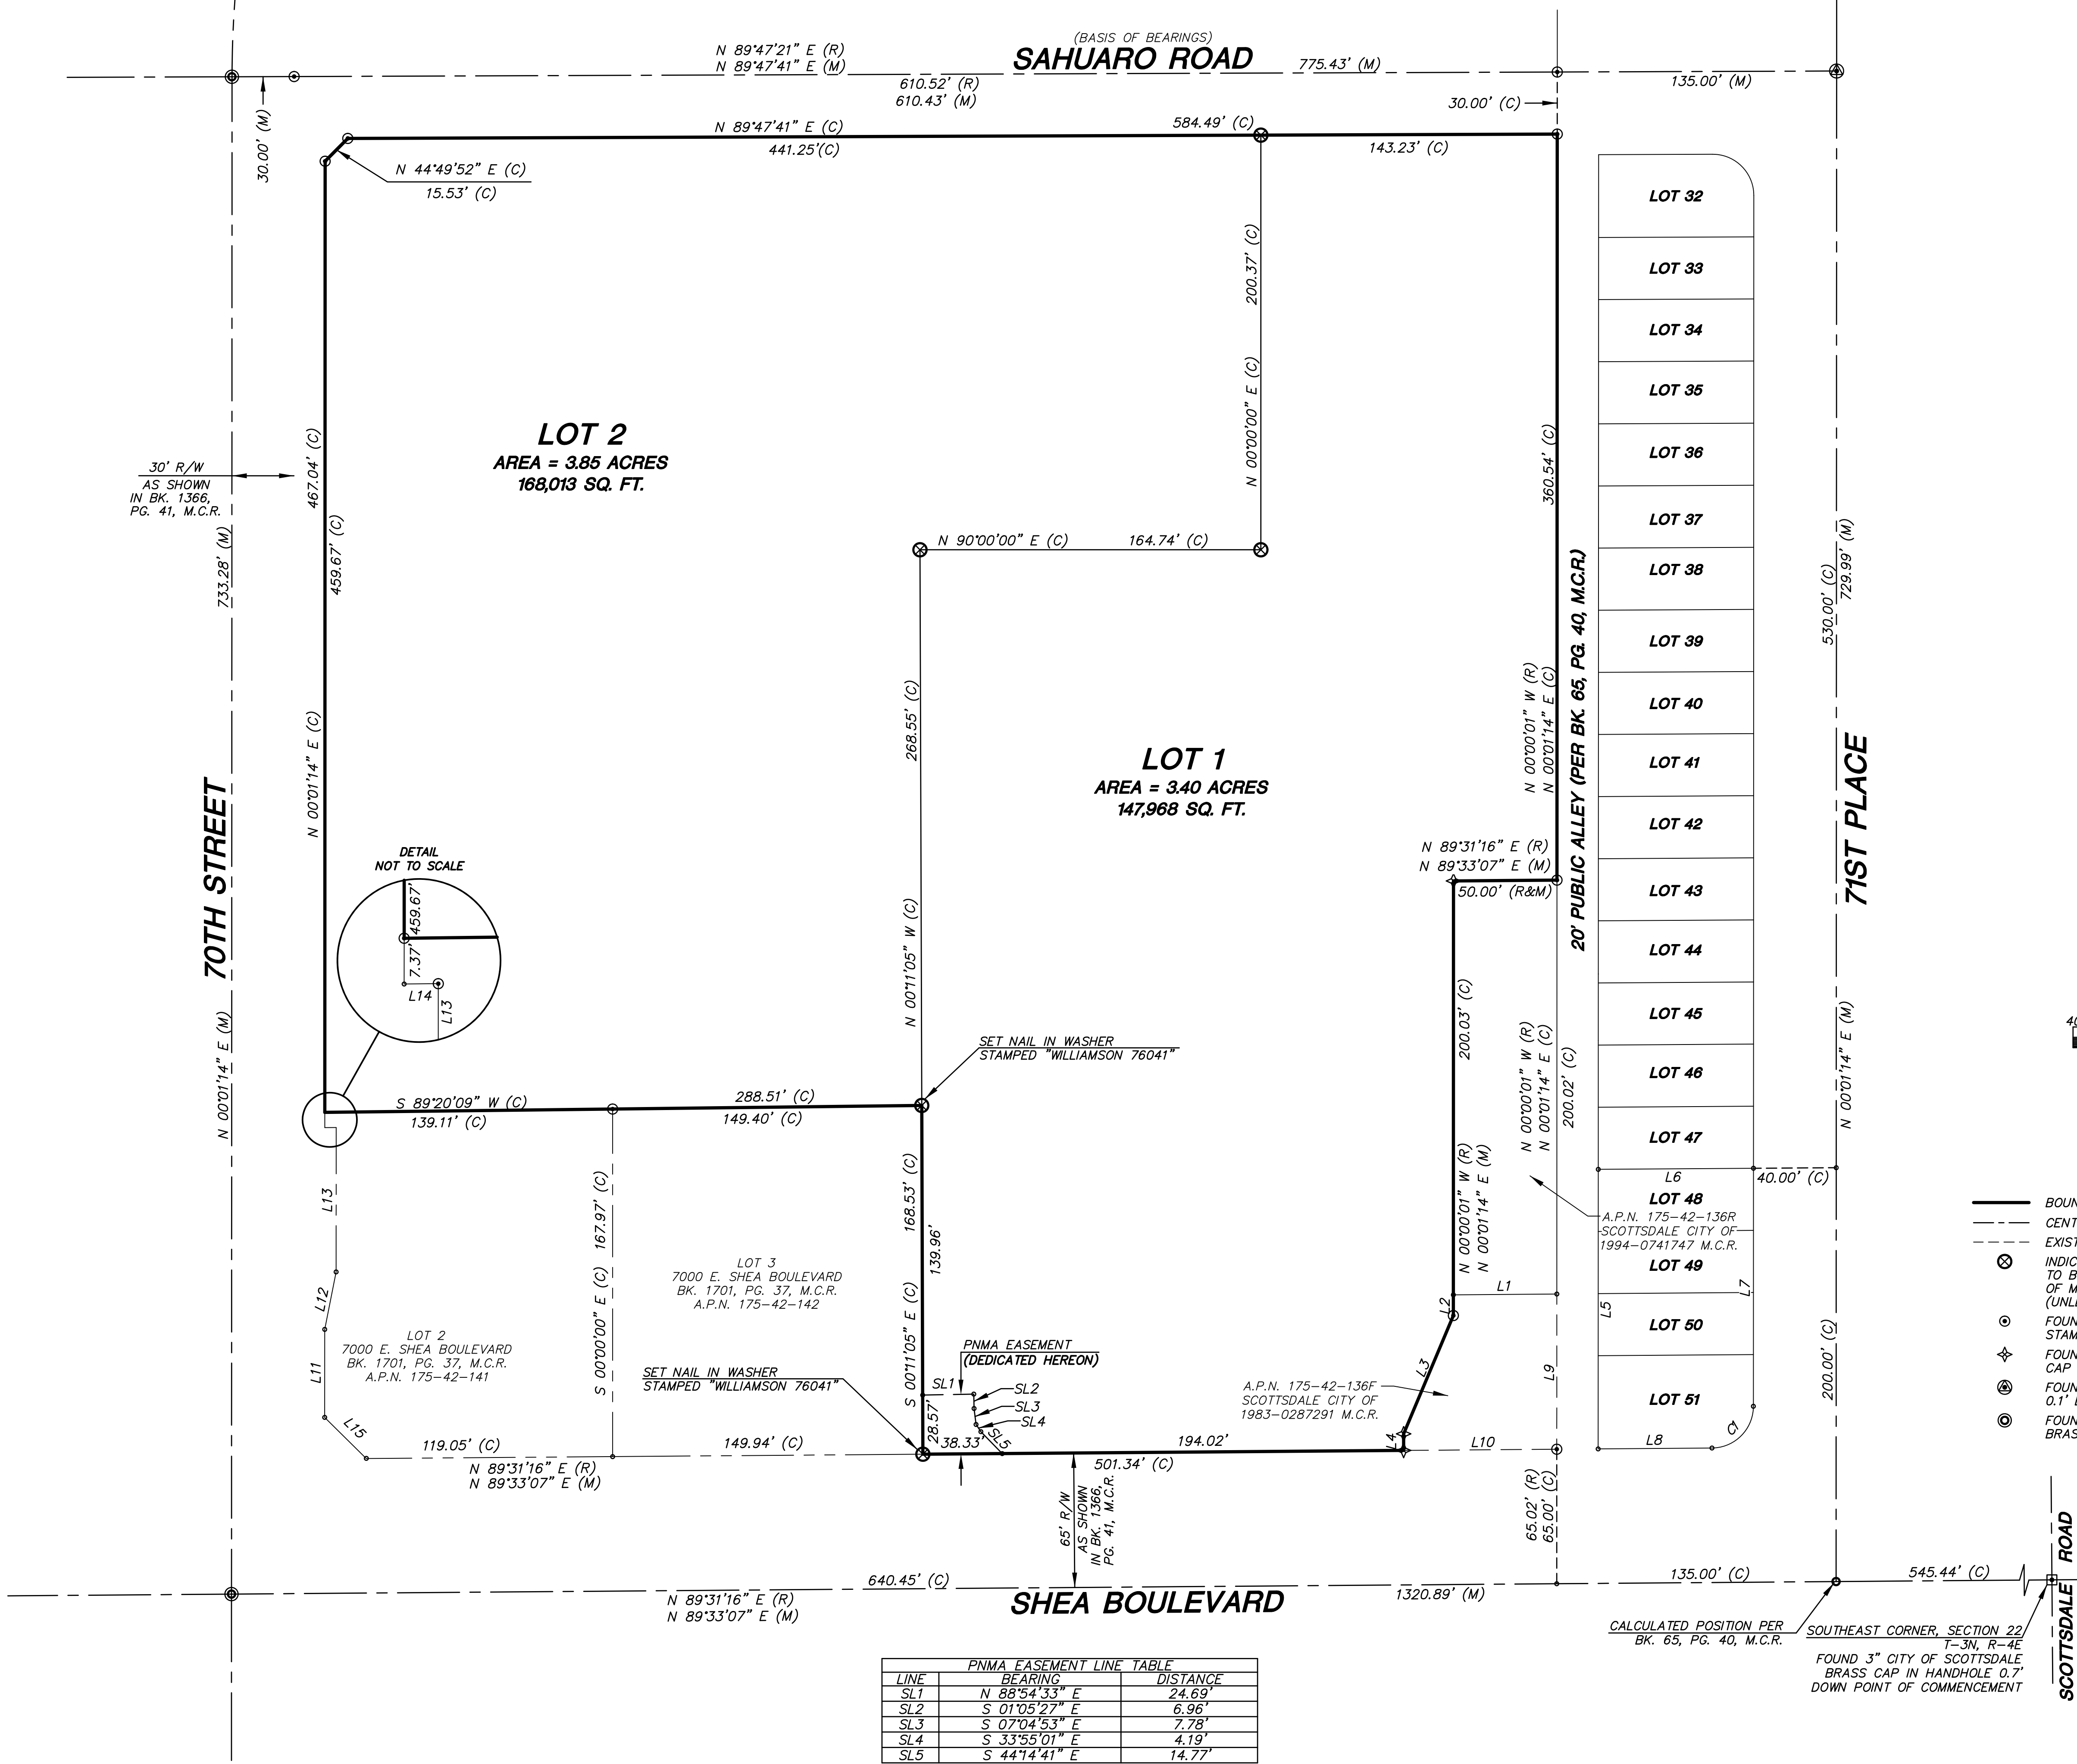 (BASIS OF BEARINGS)
SAHUARO ROAD
N 89°47'21" E (R)
N 89°47'41" E (M)
775.43' (M)
610.52' (R)
610.43' (M)
135.00' (M)
30.00' (C)
30.00' (M)
N 89°47'41" E (C)
584.49' (C)
441.25'(C)
143.23' (C)
N 44°49'52" E (C)
15.53' (C)
LOT 32
LOT 33
LOT 34
LOT 35
LOT 36
LOT 37
LOT 38
LOT 39
LOT 40
LOT 41
LOT 42
LOT 43
LOT 44
LOT 45
LOT 46
LOT 47
L6
40.00' (C)
LOT 48
A.P.N. 175-42-136R
SCOTTSDALE CITY OF
1994-0741747 M.C.R.
LOT 49
L5
L7
LOT 50
LOT 51
C1
L8
200.37' (C)
N 00°00'00" E (C)
LOT 2
AREA = 3.85 ACRES
168,013 SQ. FT.
467.04' (C)
459.67' (C)
N 00°01'14" E (C)
30' R/W
AS SHOWN
IN BK. 1366,
PG. 41, M.C.R.
733.28' (M)
70TH STREET
N 00°01'14" E (M)
360.54' (C)
N 90°00'00" E (C)
164.74' (C)
268.55' (C)
N 00°11'05" W (C)
LOT 1
AREA = 3.40 ACRES
147,968 SQ. FT.
N 00°00'01" W (R)
N 00°01'14" E (C)
20' PUBLIC ALLEY (PER BK. 65, PG. 40, M.C.R.)
530.00' (C)
729.99' (M)
71ST PLACE
N 00°01'14" E (M)
N 89°31'16" E (R)
N 89°33'07" E (M)
50.00' (R&M)
DETAIL
NOT TO SCALE
459.67'
7.37'
L14
L13
200.03' (C)
N 00°00'01" W (R)
N 00°01'14" E (C)
200.02' (C)
SET NAIL IN WASHER
STAMPED "WILLIAMSON 76041"
S 89°20'09" W (C)
288.51' (C)
139.11' (C)
149.40' (C)
168.53' (C)
139.96'
S 00°11'05" E (C)
N 00°00'01" W (R)
N 00°01'14" E (M)
L13
L12
L11
L15
S 00°00'00" E (C)
167.97' (C)
LOT 3
7000 E. SHEA BOULEVARD
BK. 1701, PG. 37, M.C.R.
A.P.N. 175-42-142
LOT 2
7000 E. SHEA BOULEVARD
BK. 1701, PG. 37, M.C.R.
A.P.N. 175-42-141
L1
L2
L3
L4
L9
L10
PNMA EASEMENT
(DEDICATED HEREON)
SL1
SL2
SL3
SL4
SL5
SET NAIL IN WASHER
STAMPED "WILLIAMSON 76041"
28.57'
38.33'
A.P.N. 175-42-136F
SCOTTSDALE CITY OF
1983-0287291 M.C.R.
194.02'
501.34' (C)
119.05' (C)
149.94' (C)
N 89°31'16" E (R)
N 89°33'07" E (M)
65' R/W
AS SHOWN
IN BK. 1366,
PG. 41, M.C.R.
65.02' (R)
65.00' (C)
200.00' (C)
40
BOUN
CENT
EXIST
INDIC
TO B
OF M
(UNLE
FOUN
STAM
FOUN
CAP
FOUN
0.1'
FOUN
BRAS
640.45' (C)
N 89°31'16" E (R)
N 89°33'07" E (M)
SHEA BOULEVARD
1320.89' (M)
135.00' (C)
545.44' (C)
CALCULATED POSITION PER
BK. 65, PG. 40, M.C.R.
SOUTHEAST CORNER, SECTION 22
T-3N, R-4E
FOUND 3" CITY OF SCOTTSDALE
BRASS CAP IN HANDHOLE 0.7'
DOWN POINT OF COMMENCEMENT
SCOTTSDALE ROAD
PNMA EASEMENT LINE TABLE
LINE BEARING DISTANCE
SL1 N 88°54'33" E 24.69'
SL2 S 01°05'27" E 6.96'
SL3 S 07°04'53" E 7.78'
SL4 S 33°55'01" E 4.19'
SL5 S 44°14'41" E 14.77'